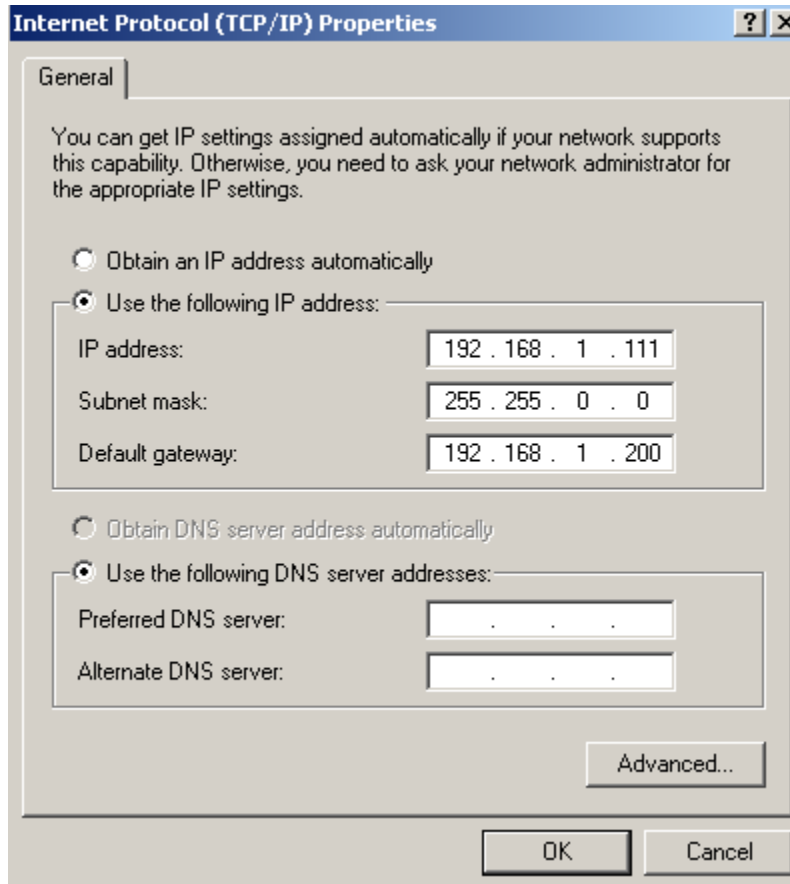 Internet Protocol (TCP/IP) Properties
General
You can get IP settings assigned automatically if your network supports
this capability. Otherwise, you need to ask your network administrator for
the appropriate IP settings.
Obtain an IP address automatically
Use the following IP address:
IP address: 192 . 168 . 1 . 111
Subnet mask: 255 . 255 . 0 . 0
Default gateway: 192 . 168 . 1 . 200
Obtain DNS server address automatically
Use the following DNS server addresses:
Preferred DNS server: . . .
Alternate DNS server: . . .
Advanced...
OK Cancel